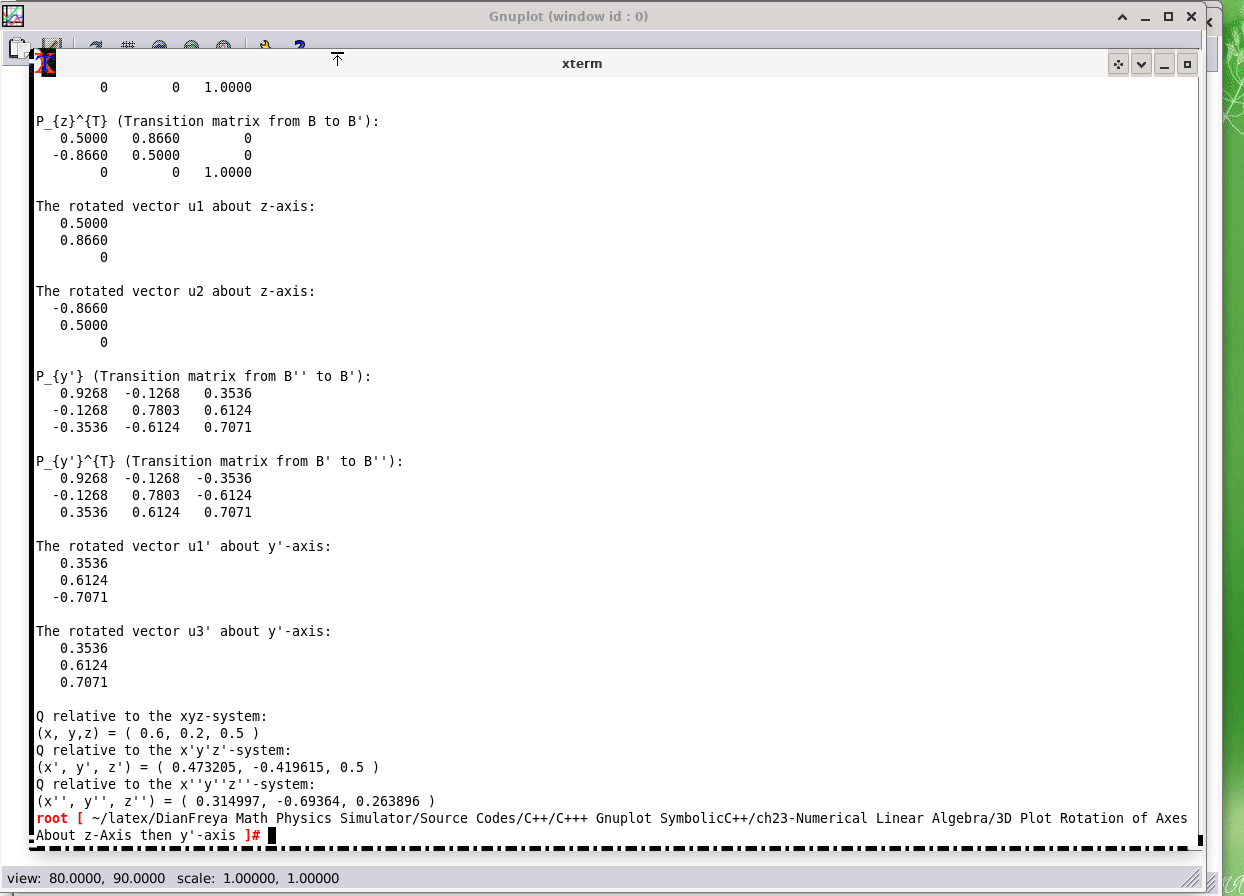 Gnuplot (window id : 0)
xterm
0 0 1.0000
P_{z}^{T} (Transition matrix from B to B'):
0.5000 0.8660 0
-0.8660 0.5000 0
0 0 1.0000
The rotated vector u1 about z-axis:
0.5000
0.8660
0
The rotated vector u2 about z-axis:
-0.8660
0.5000
0
P_{y'} (Transition matrix from B'' to B'):
0.9268 -0.1268 0.3536
-0.1268 0.7803 0.6124
-0.3536 -0.6124 0.7071
P_{y'}^{T} (Transition matrix from B' to B''):
0.9268 -0.1268 -0.3536
-0.1268 0.7803 -0.6124
0.3536 0.6124 0.7071
The rotated vector u1' about y'-axis:
0.3536
0.6124
-0.7071
The rotated vector u3' about y'-axis:
0.3536
0.6124
0.7071
Q relative to the xyz-system:
(x, y,z) = ( 0.6, 0.2, 0.5 )
Q relative to the x'y'z'-system:
(x', y', z') = ( 0.473205, -0.419615, 0.5 )
Q relative to the x''y''z''-system:
(x'', y'', z'') = ( 0.314997, -0.69364, 0.263896 )
root [ ~/latex/DianFreya Math Physics Simulator/Source Codes/C++/C+++ Gnuplot SymbolicC++/ch23-Numerical Linear Algebra/3D Plot Rotation of Axes
About z-Axis then y'-axis ]#
view: 80.0000, 90.0000 scale: 1.00000, 1.00000